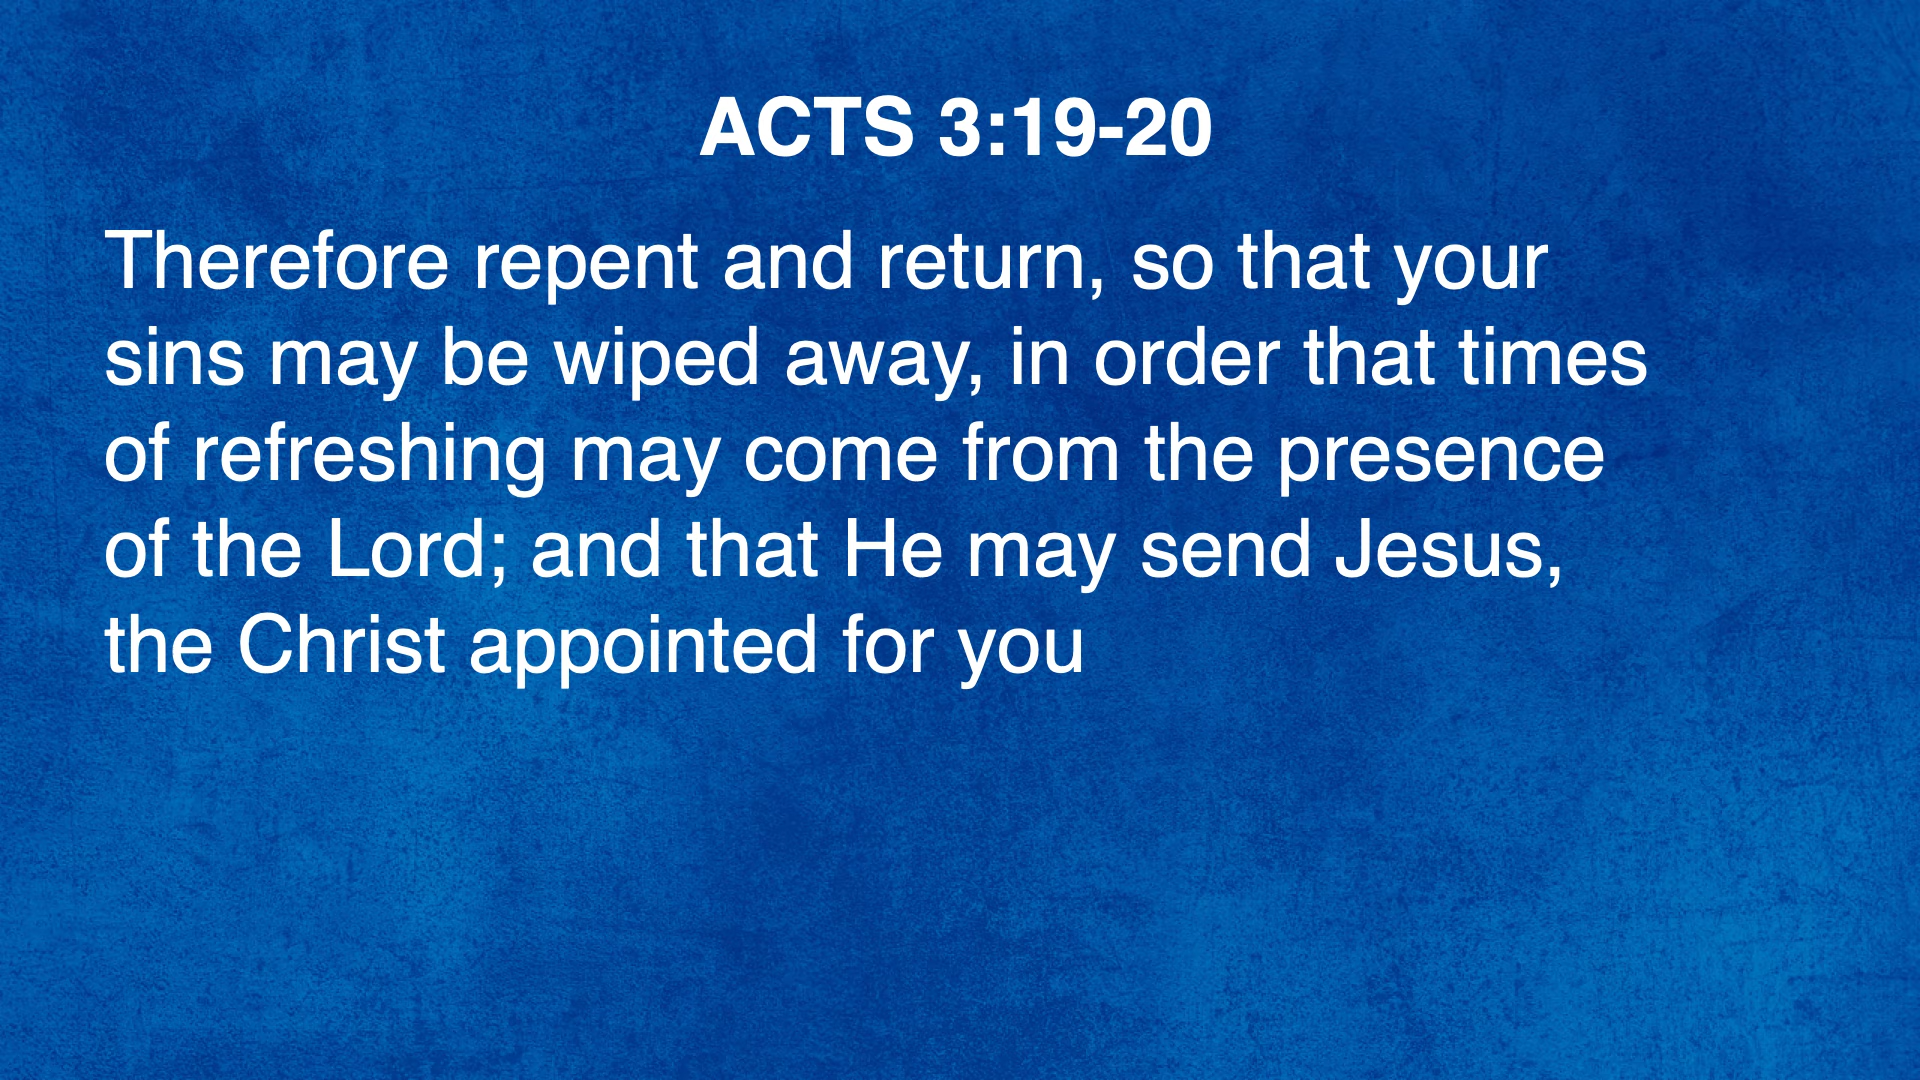 ACTS 3:19-20
Therefore repent and return, so that your
sins may be wiped away, in order that times
of refreshing may come from the presence
of the Lord; and that He may send Jesus,
the Christ appointed for you